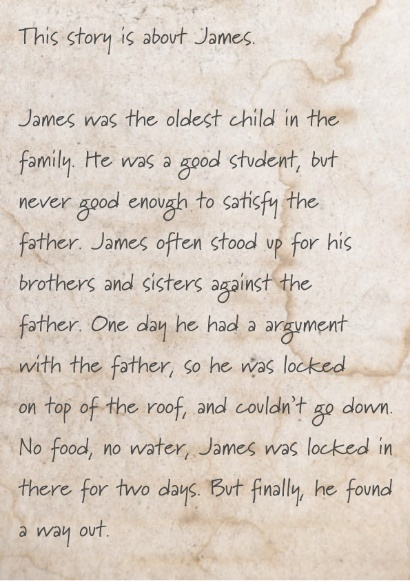 This story is about James.
James was the oldest child in the
family. He was a good student, but
never good enough to satisfy the
father. James often stood up for his
brothers and sisters against the
father. One day he had a argument
with the father, so he was locked
on top of the roof, and couldn't go down.
No food, no water, James was locked in
there for two days. But finally, he found
a way out.